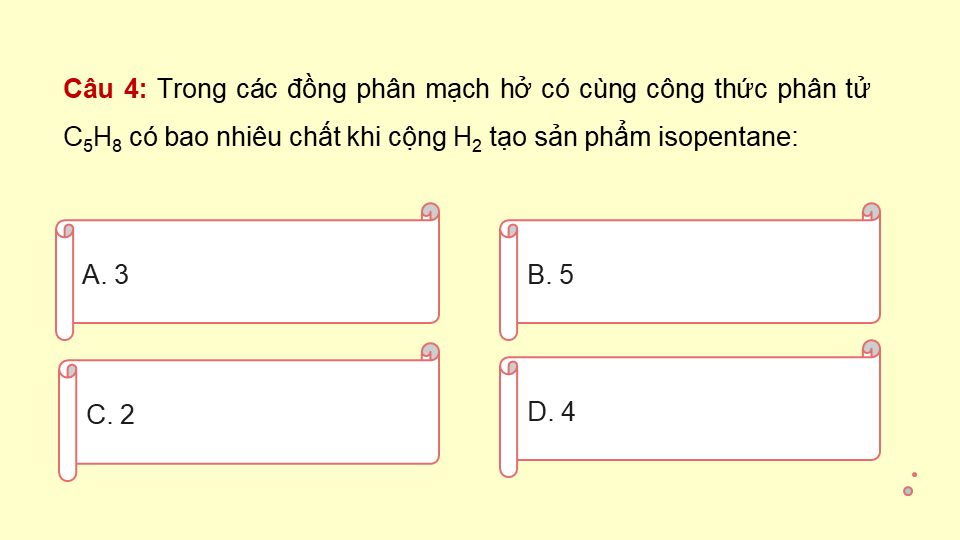 Câu 4: Trong các đồng phân mạch hở có cùng công thức phân tử
C₅H₈ có bao nhiêu chất khi cộng H₂ tạo sản phẩm isopentane:
A. 3
B. 5
C. 2
D. 4